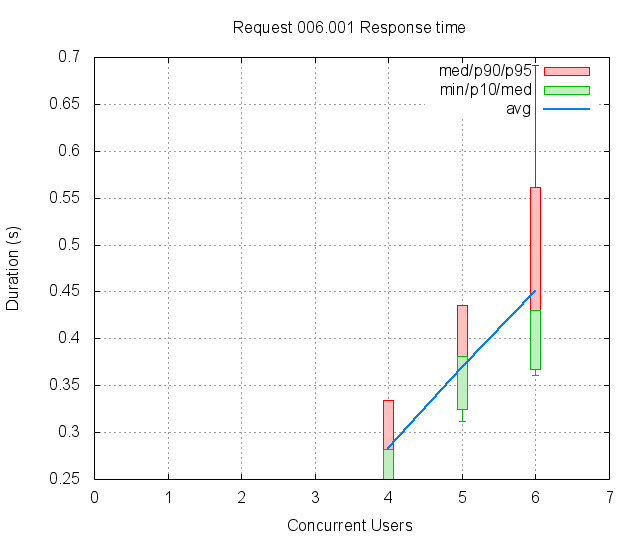 Request 006.001 Response time
0.7
0.65
0.6
0.55
0.5
0.45
0.4
0.35
0.3
0.25
Duration (s)
med/p90/p95
min/p10/med
avg
0 1 2 3 4 5 6 7
Concurrent Users